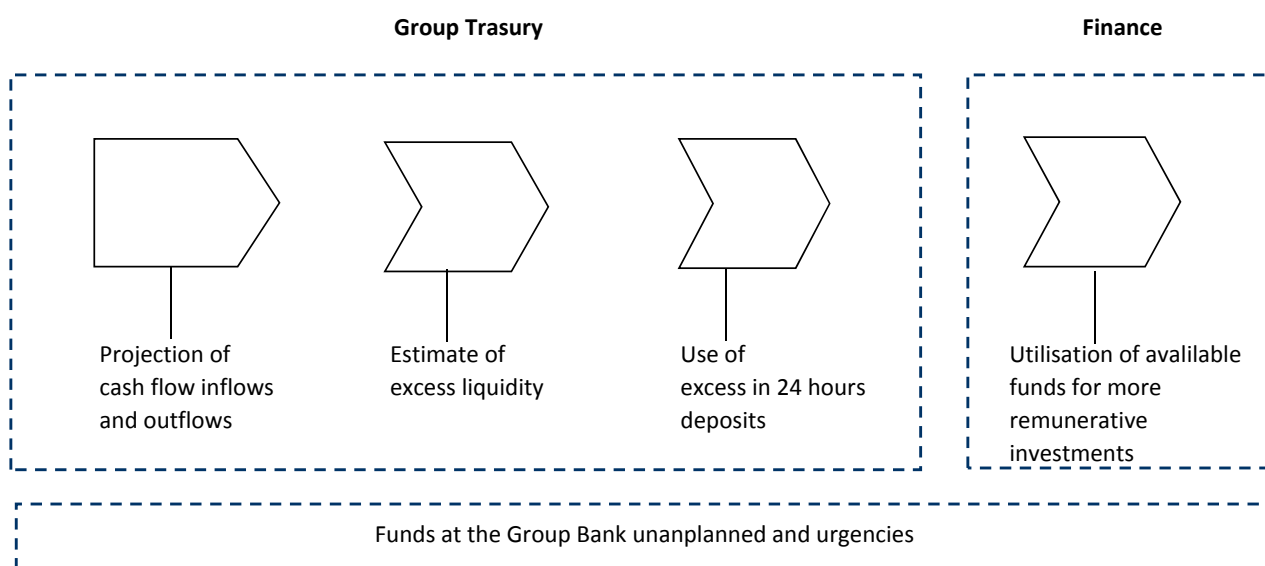 Group Trasury
Finance
Projection of
cash flow inflows
and outflows
Estimate of
excess liquidity
Use of
excess in 24 hours
deposits
Utilisation of avalilable
funds for more
remunerative
investments
Funds at the Group Bank unanplanned and urgencies